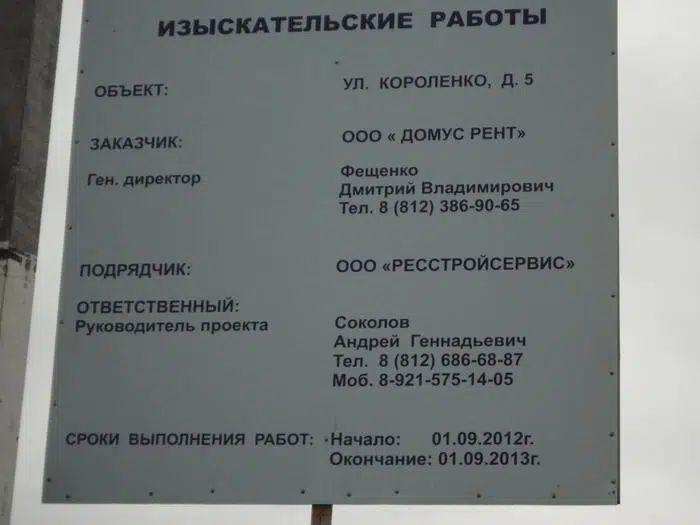 ИЗЫСКАТЕЛЬСКИЕ РАБОТЫ
ОБЪЕКТ: УЛ. КОРОЛЕНКО, Д. 5
ЗАКАЗЧИК: ООО « ДОМУС РЕНТ»
Ген. директор Фещенко
Дмитрий Владимирович
Тел. 8 (812) 386-90-65
ПОДРЯДЧИК: ООО «РЕССТРОЙСЕРВИС»
ОТВЕТСТВЕННЫЙ:
Руководитель проекта Соколов
Андрей Геннадьевич
Тел. 8 (812) 686-68-87
Моб. 8-921-575-14-05
СРОКИ ВЫПОЛНЕНИЯ РАБОТ: Начало: 01.09.2012г.
Окончание: 01.09.2013г.